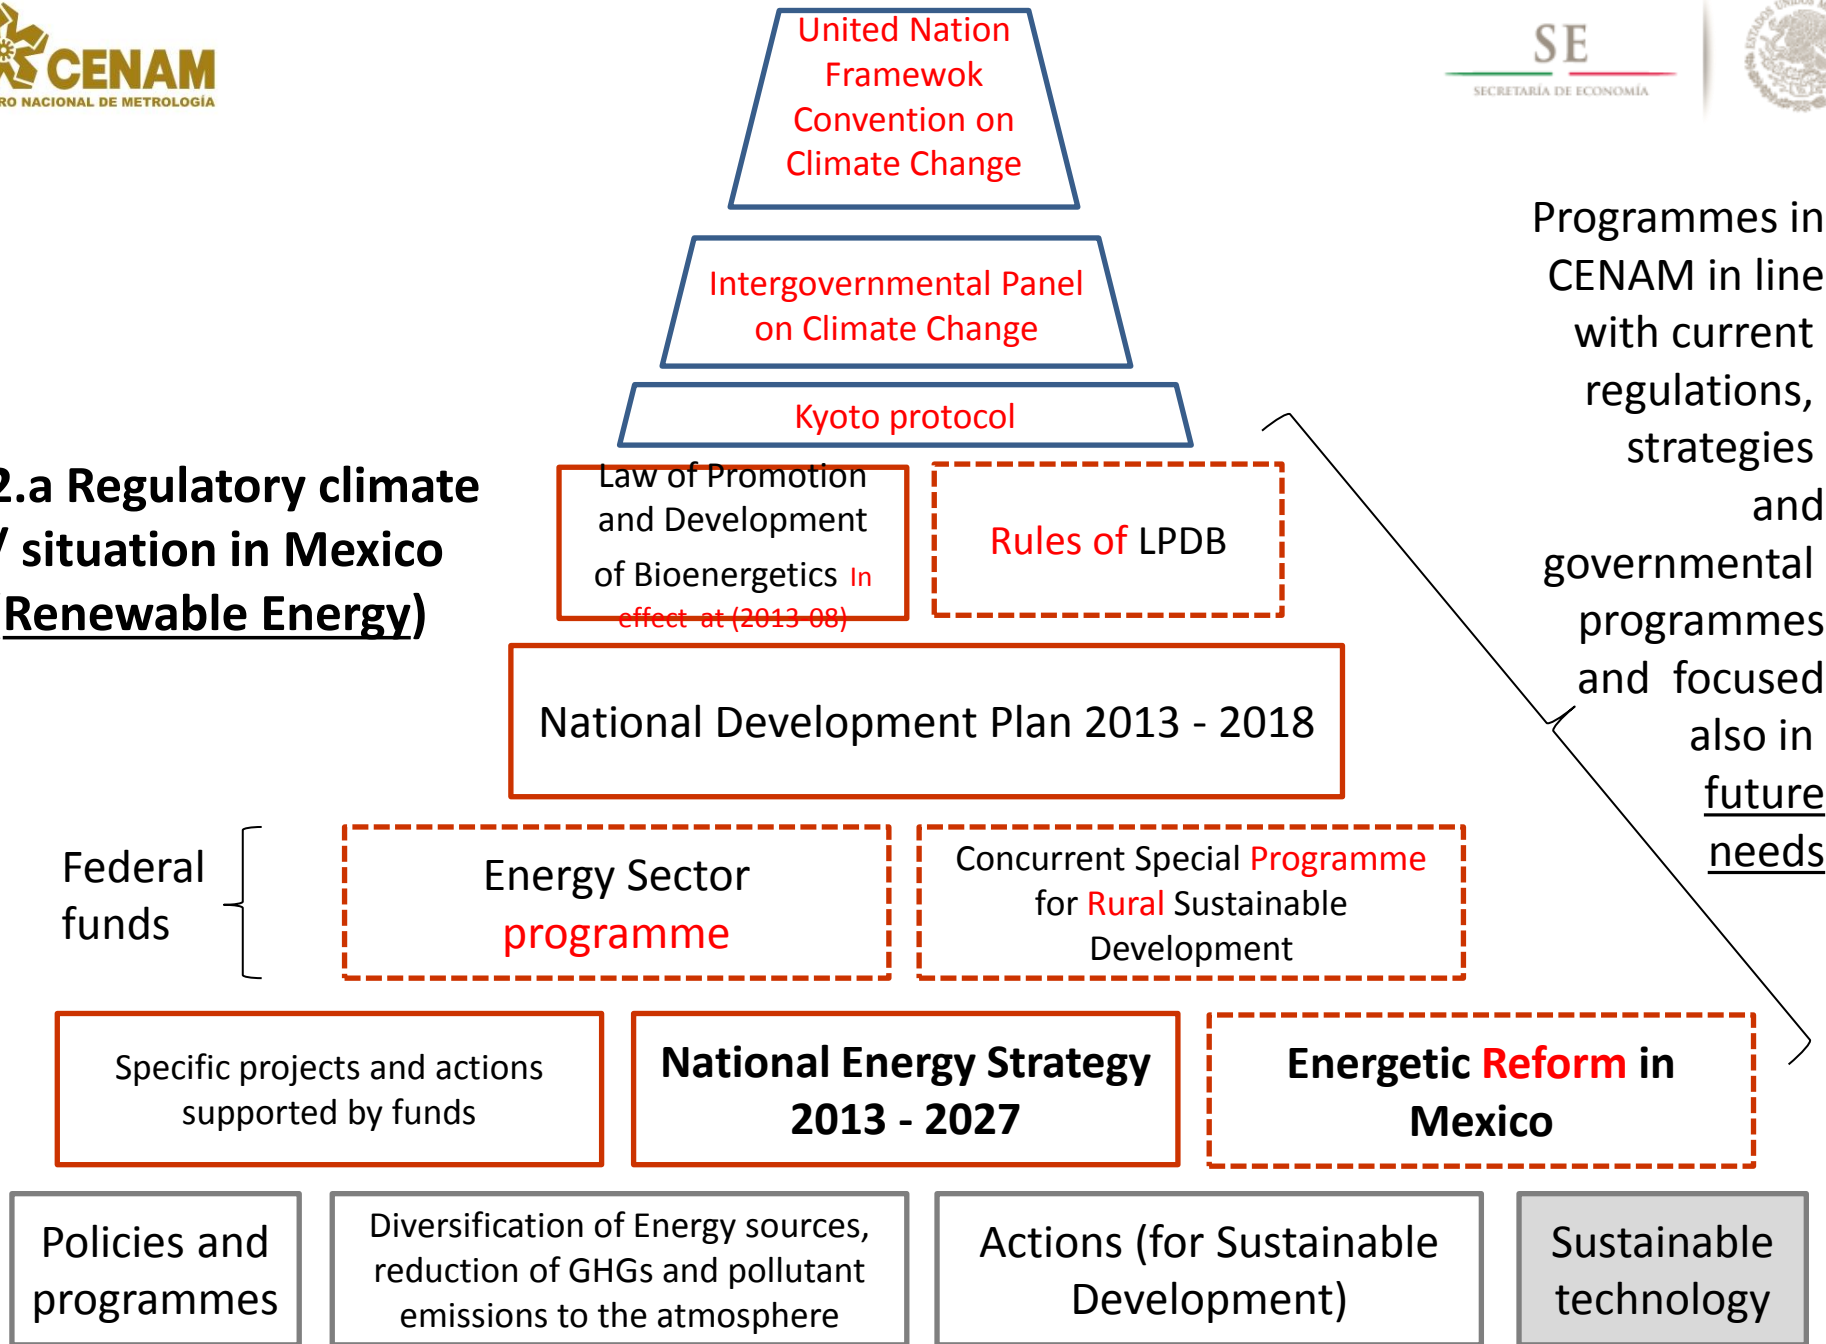 CENAM
RO NACIONAL DE METROLOGÍA
SE
SECRETARÍA DE ECONOMÍA
United Nation
Framewok
Convention on
Climate Change
Intergovernmental Panel
on Climate Change
Kyoto protocol
2.a Regulatory climate
/ situation in Mexico
(Renewable Energy)
Law of Promotion
and Development
of Bioenergetics In
effect at (2013-08)
Rules of LPDB
Programmes in
CENAM in line
with current
regulations,
strategies
and
governmental
programmes
and focused
also in
future
needs
National Development Plan 2013 - 2018
Federal
funds
Energy Sector
programme
Concurrent Special Programme
for Rural Sustainable
Development
Specific projects and actions
supported by funds
National Energy Strategy
2013 - 2027
Energetic Reform in
Mexico
Policies and
programmes
Diversification of Energy sources,
reduction of GHGs and pollutant
emissions to the atmosphere
Actions (for Sustainable
Development)
Sustainable
technology